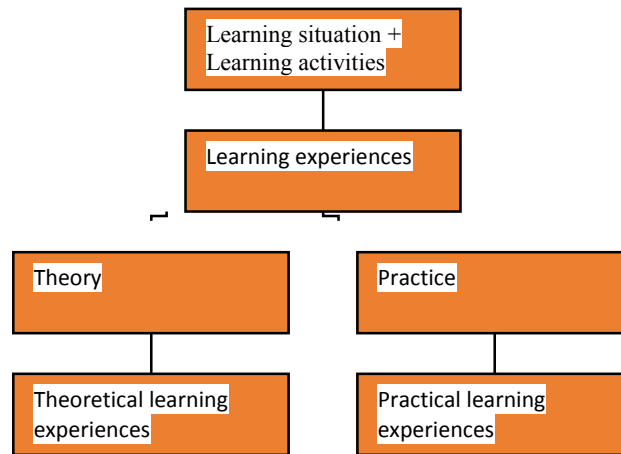 Learning situation +
Learning activities
Learning experiences
Theory
Practice
Theoretical learning
experiences
Practical learning
experiences